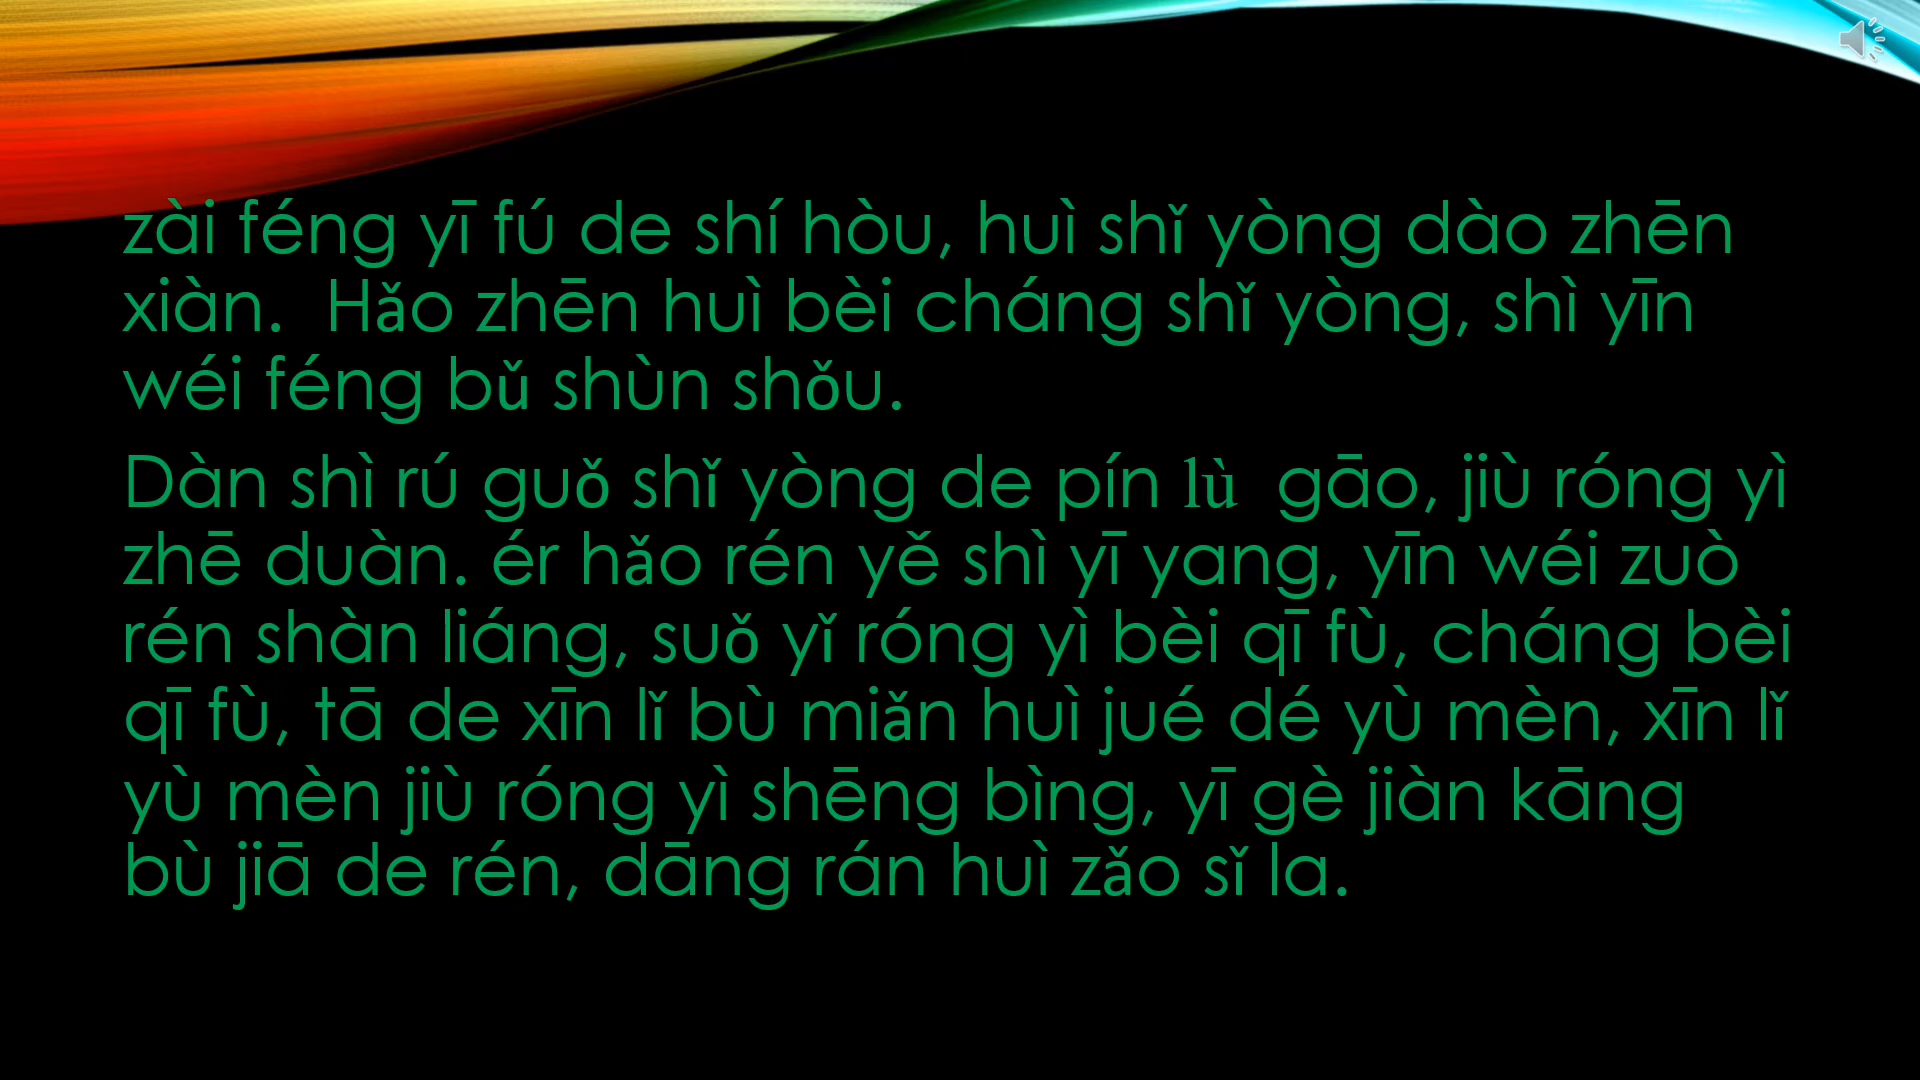 zài féng yī fú de shí hòu, huì shǐ yòng dào zhēn
xiàn.  Hǎo zhēn huì bèi cháng shǐ yòng, shì yīn
wéi féng bǔ shùn shǒu.
Dàn shì rú guǒ shǐ yòng de pín lǜ  gāo, jiù róng yì
zhē duàn. ér hǎo rén yě shì yī yang, yīn wéi zuò
rén shàn liáng, suǒ yǐ róng yì bèi qī fù, cháng bèi
qī fù, tā de xīn lǐ bù miǎn huì jué dé yù mèn, xīn lǐ
yù mèn jiù róng yì shēng bìng, yī gè jiàn kāng
bù jiā de rén, dāng rán huì zǎo sǐ la.